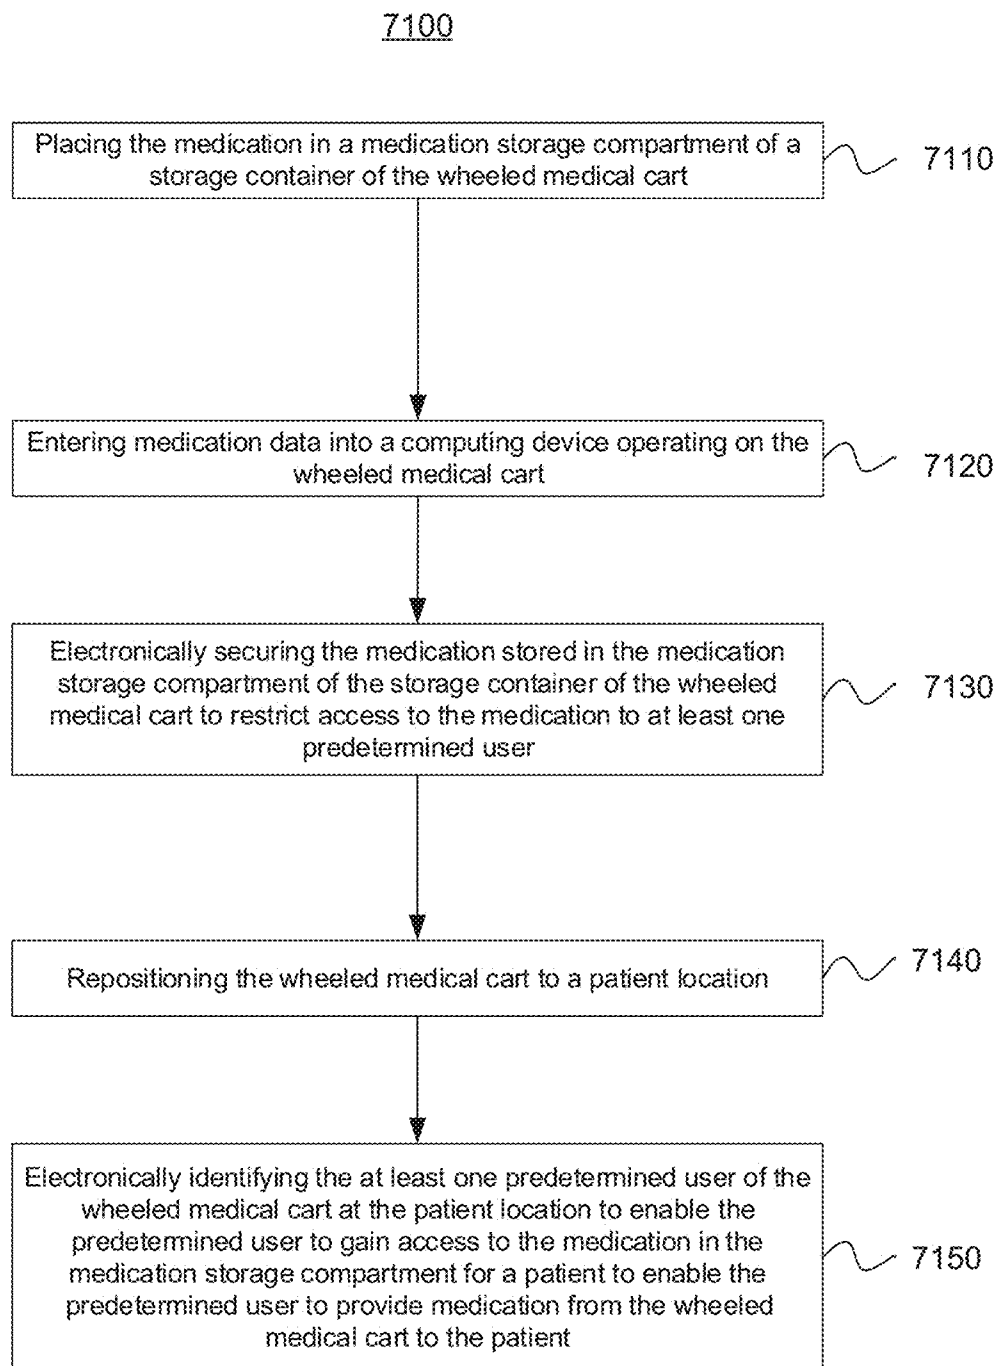 7100
Placing the medication in a medication storage compartment of a
storage container of the wheeled medical cart
7110
Entering medication data into a computing device operating on the
wheeled medical cart
7120
Electronically securing the medication stored in the medication
storage compartment of the storage container of the wheeled
medical cart to restrict access to the medication to at least one
predetermined user
7130
Repositioning the wheeled medical cart to a patient location
7140
Electronically identifying the at least one predetermined user of the
wheeled medical cart at the patient location to enable the
predetermined user to gain access to the medication in the
medication storage compartment for a patient to enable the
predetermined user to provide medication from the wheeled
medical cart to the patient
7150